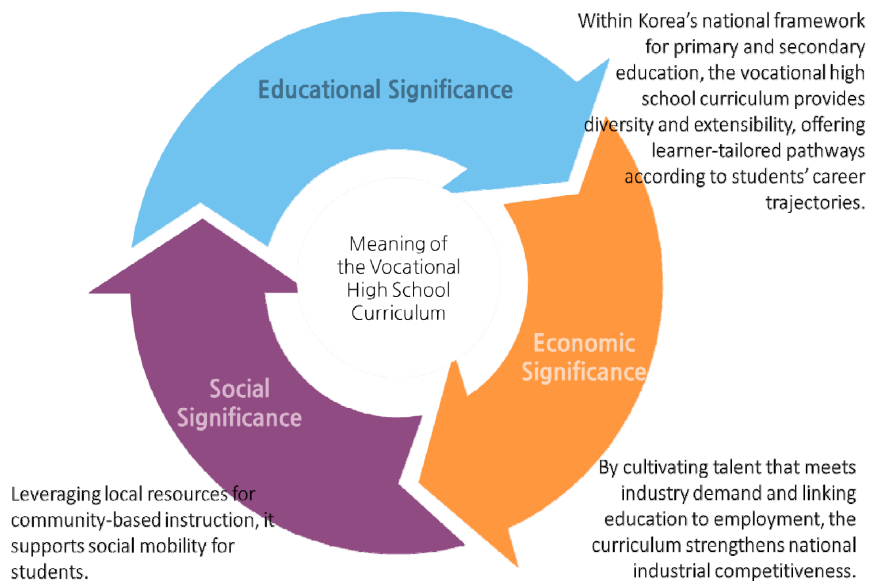 Within Korea’s national framework
for primary and secondary
education, the vocational high
school curriculum provides
diversity and extensibility, offering
learner-tailored pathways
according to students’ career
trajectories.
Educational Significance
Meaning of
the Vocational
High School
Curriculum
Economic
Significance
Social
Significance
By cultivating talent that meets
industry demand and linking
education to employment, the
curriculum strengthens national
industrial competitiveness.
Leveraging local resources for
community-based instruction, it
supports social mobility for
students.